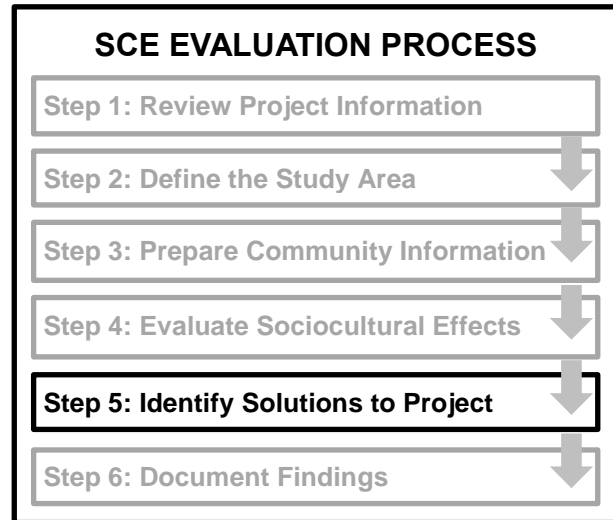 SCE EVALUATION PROCESS
Step 1: Review Project Information
Step 2: Define the Study Area
Step 3: Prepare Community Information
Step 4: Evaluate Sociocultural Effects
Step 5: Identify Solutions to Project
Step 6: Document Findings